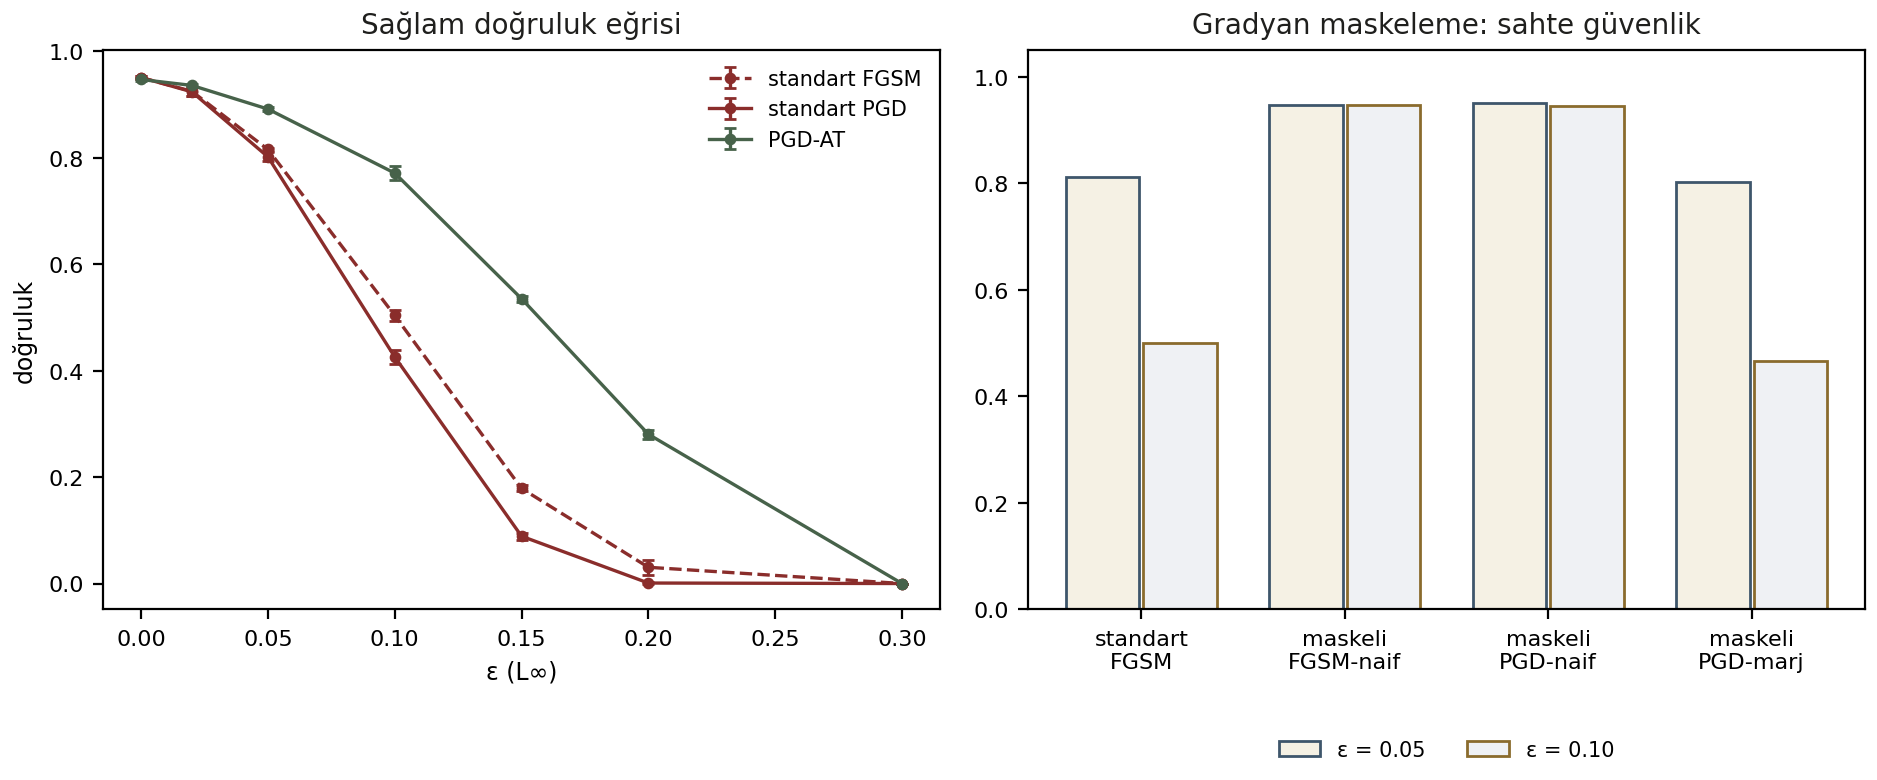 Sağlam doğruluk eğrisi
standart FGSM
standart PGD
PGD-AT
doğruluk
1.0
0.8
0.6
0.4
0.2
0.0
0.00 0.05 0.10 0.15 0.20 0.25 0.30
ε (L∞)
Gradyan maskeleme: sahte güvenlik
1.0
0.8
0.6
0.4
0.2
0.0
standart
FGSM
maskeli
FGSM-naif
maskeli
PGD-naif
maskeli
PGD-marj
ε = 0.05
ε = 0.10